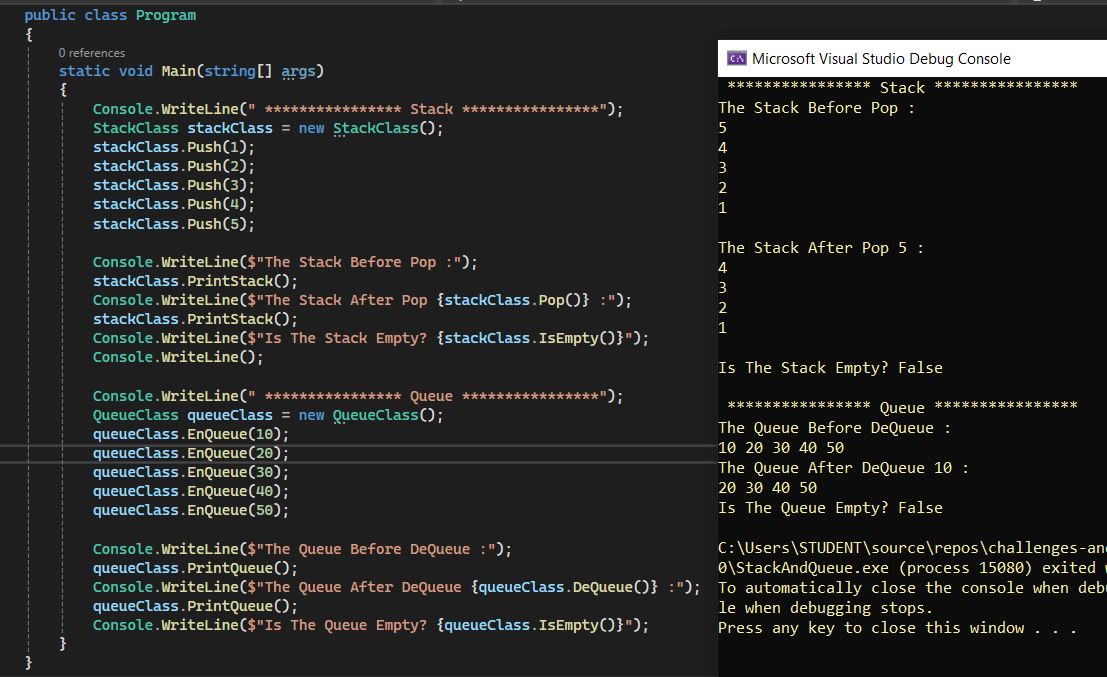 public class Program
{
0 references
static void Main(string[] args)
{
Console.WriteLine(" **************** Stack ****************");
StackClass stackClass = new StackClass();
stackClass.Push(1);
stackClass.Push(2);
stackClass.Push(3);
stackClass.Push(4);
stackClass.Push(5);
Console.WriteLine($"The Stack Before Pop :");
stackClass.PrintStack();
Console.WriteLine($"The Stack After Pop {stackClass.Pop()} :");
stackClass.PrintStack();
Console.WriteLine($"Is The Stack Empty? {stackClass.IsEmpty()}");
Console.WriteLine();
Console.WriteLine(" **************** Queue ****************");
QueueClass queueClass = new QueueClass();
queueClass.EnQueue(10);
queueClass.EnQueue(20);
queueClass.EnQueue(30);
queueClass.EnQueue(40);
queueClass.EnQueue(50);
Console.WriteLine($"The Queue Before DeQueue :");
queueClass.PrintQueue();
Console.WriteLine($"The Queue After DeQueue {queueClass.DeQueue()} :");
queueClass.PrintQueue();
Console.WriteLine($"Is The Queue Empty? {queueClass.IsEmpty()}");
}
}
Microsoft Visual Studio Debug Console
**************** Stack ****************
The Stack Before Pop :
5
4
3
2
1
The Stack After Pop 5 :
4
3
2
1
Is The Stack Empty? False
**************** Queue ****************
The Queue Before DeQueue :
10 20 30 40 50
The Queue After DeQueue 10 :
20 30 40 50
Is The Queue Empty? False
C:\Users\STUDENT\source\repos\challenges-an
0\StackAndQueue.exe (process 15080) exited
To automatically close the console when deb
le when debugging stops.
Press any key to close this window . . .